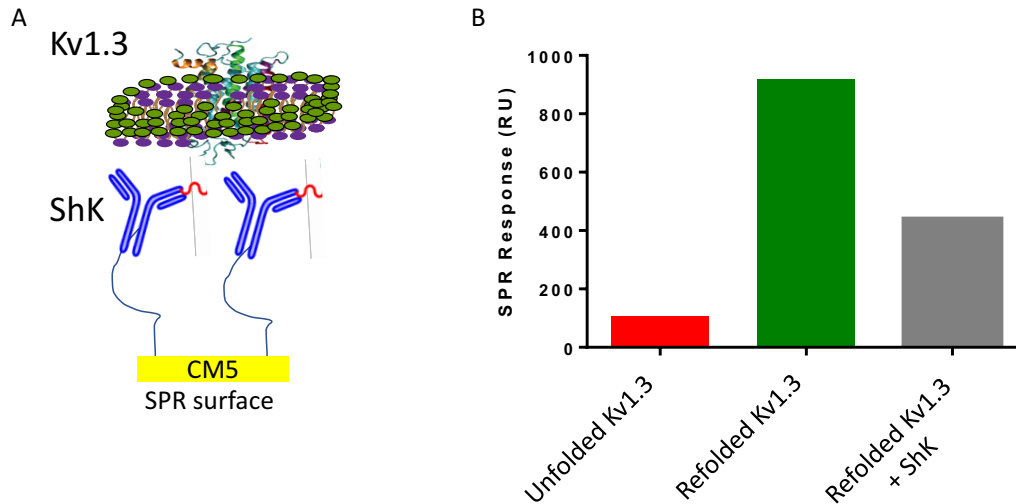 A
Kv1.3
ShK
CM5
SPR surface
B
SPR Response (RU)
1000
800
600
400
200
0
Unfolded Kv1.3
Refolded Kv1.3
Refolded Kv1.3
+ ShK